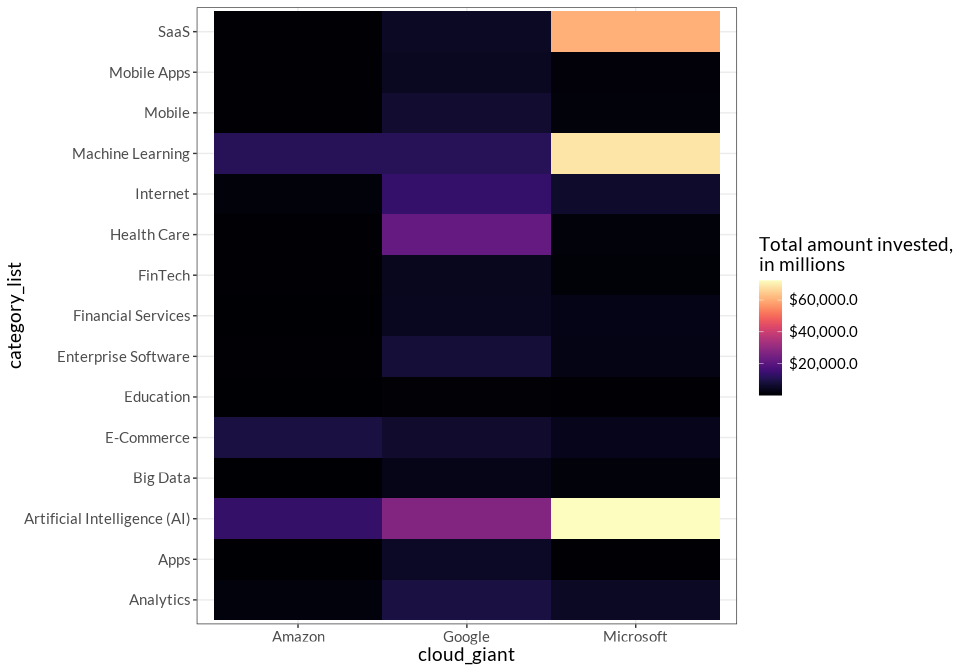 SaaS
Mobile Apps
Mobile
Machine Learning
Internet
Health Care
FinTech
Financial Services
Enterprise Software
Education
E-Commerce
Big Data
Artificial Intelligence (AI)
Apps
Analytics
category_list
Amazon
Google
Microsoft
cloud_giant
Total amount invested,
in millions
$60,000.0
$40,000.0
$20,000.0